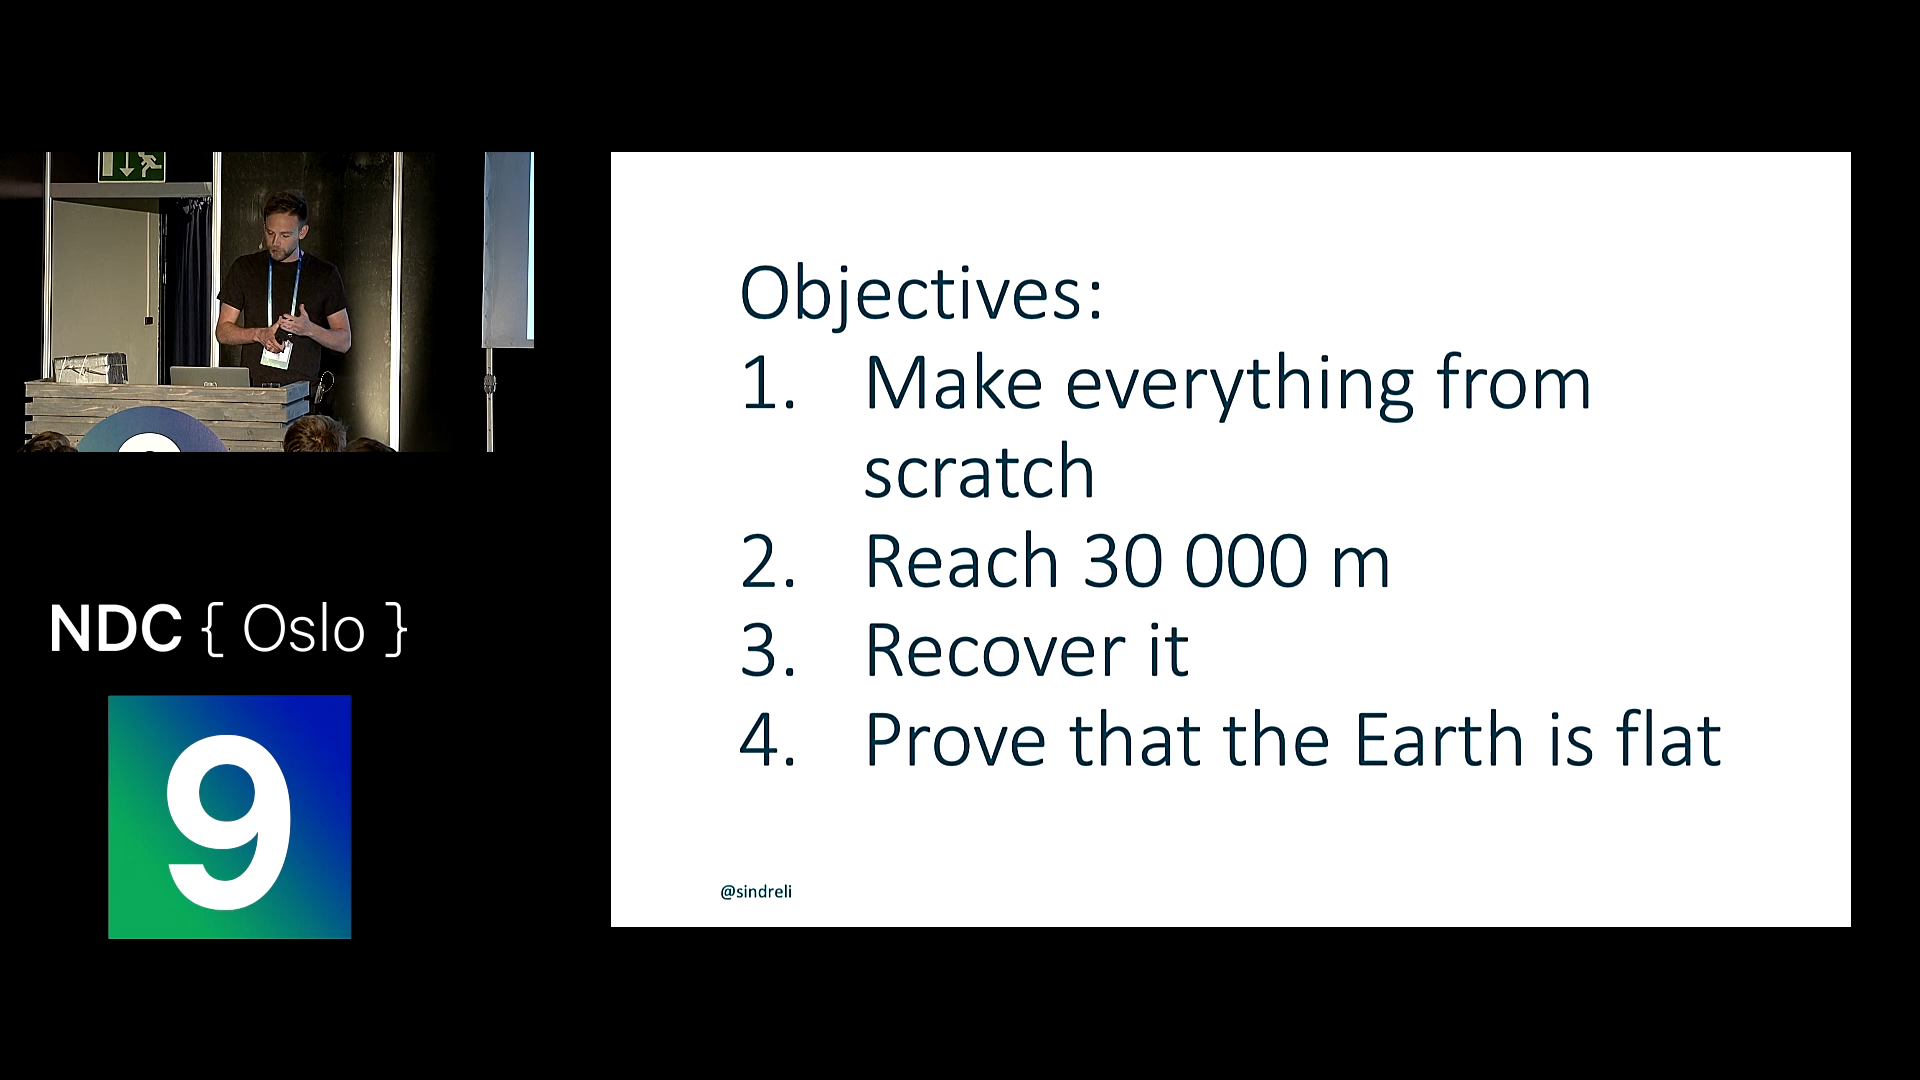 Objectives:
1. Make everything from
scratch
2. Reach 30 000 m
3. Recover it
4. Prove that the Earth is flat
@sindreli
NDC { Oslo }
9